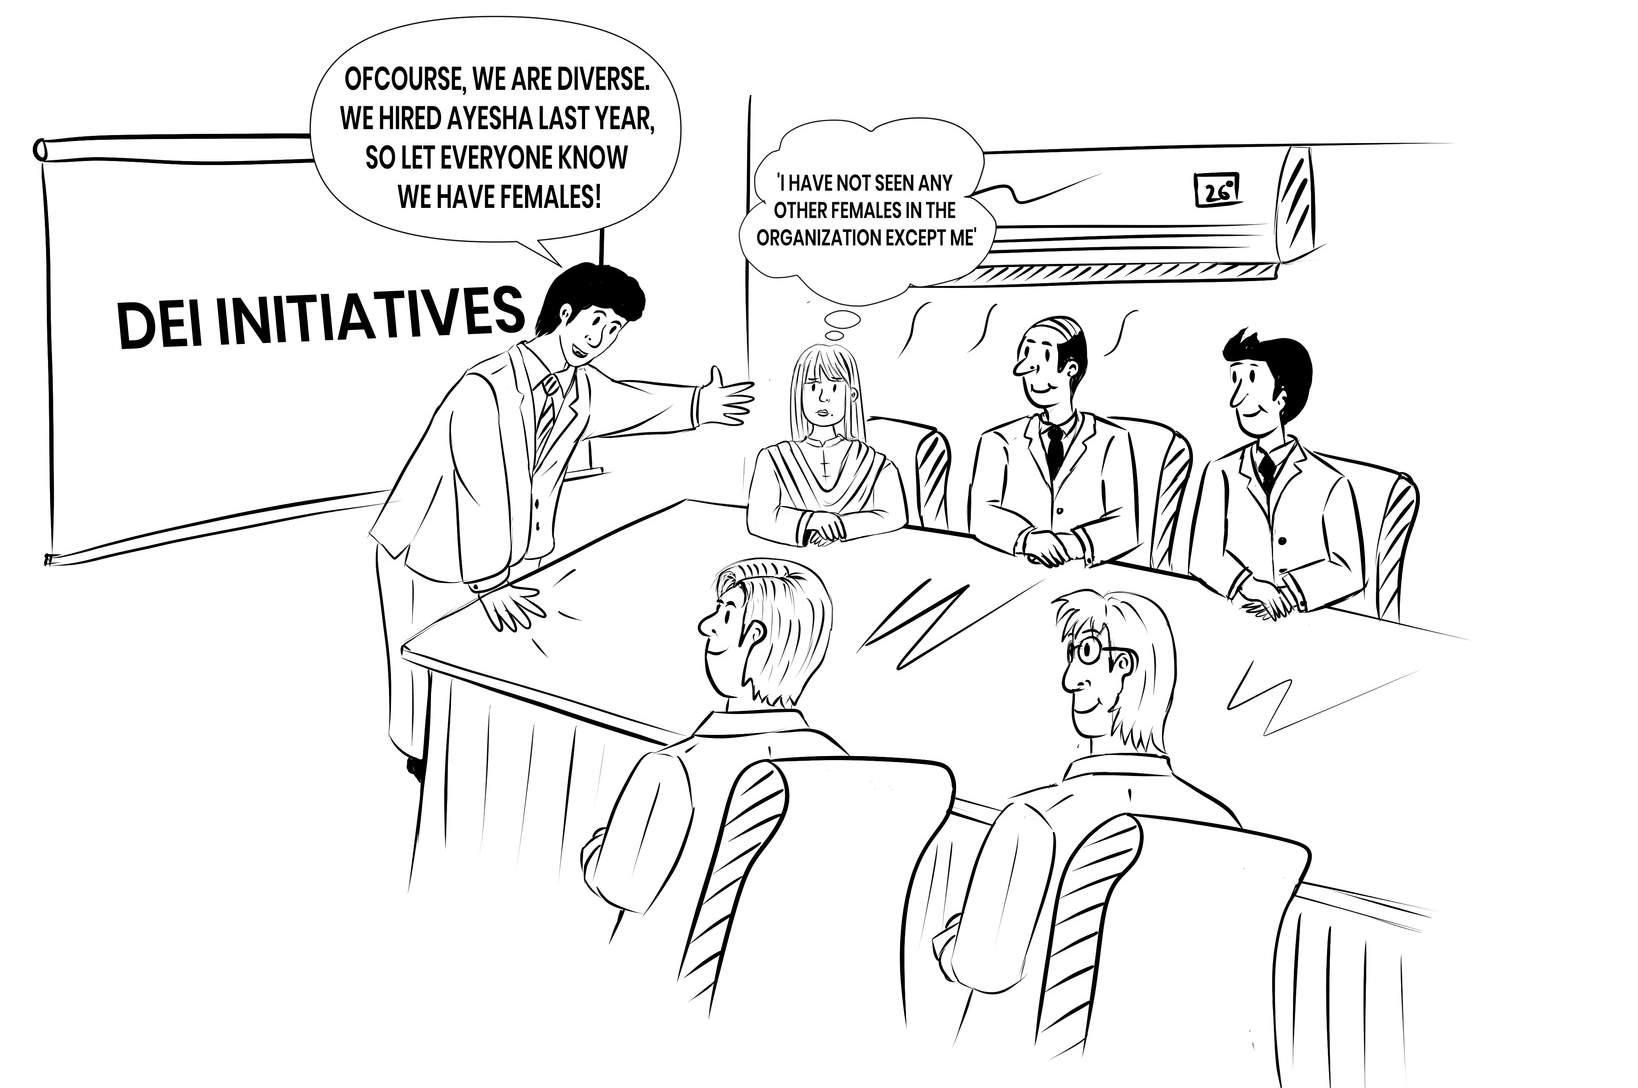 OFCOURSE, WE ARE DIVERSE.
WE HIRED AYESHA LAST YEAR,
SO LET EVERYONE KNOW
WE HAVE FEMALES!
'I HAVE NOT SEEN ANY
OTHER FEMALES IN THE
ORGANIZATION EXCEPT ME'
26°
DEI INITIATIVES